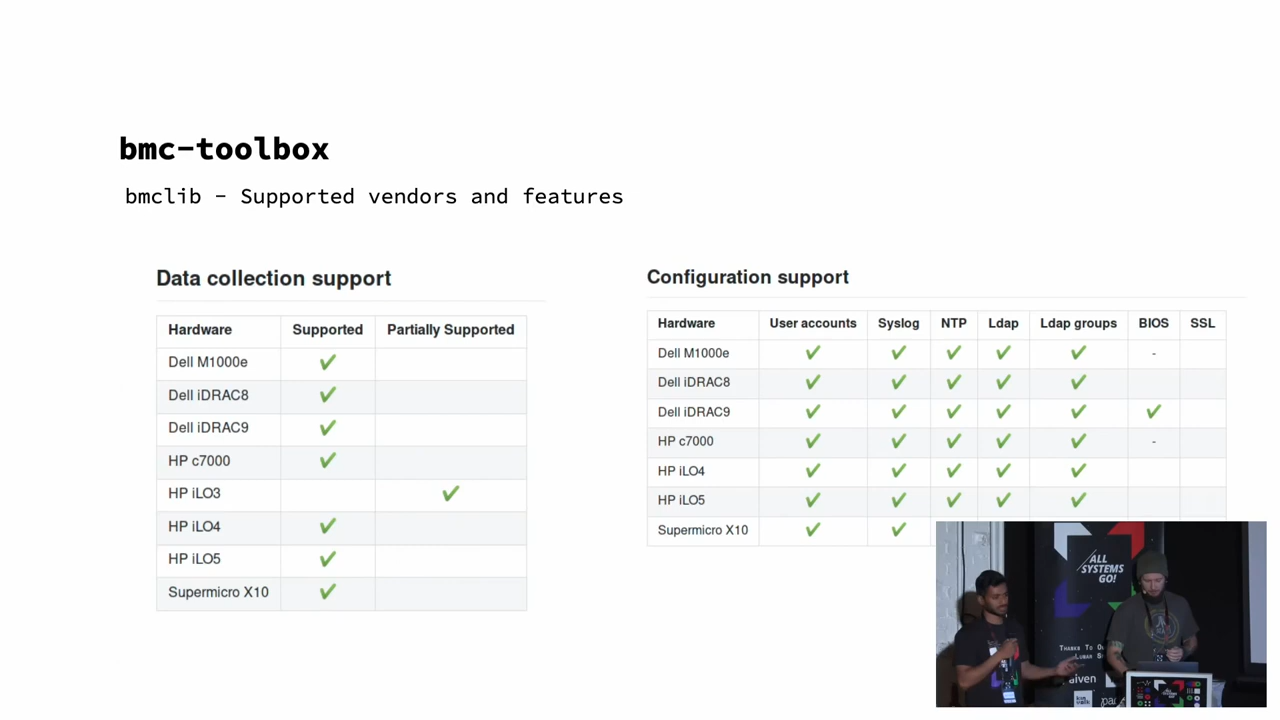 bmc-toolbox
bmclib - Supported vendors and features
Data collection support
Hardware Supported Partially Supported
Dell M1000e ✔
Dell iDRAC8 ✔
Dell iDRAC9 ✔
HP c7000 ✔
HP iLO3 ✔
HP iLO4 ✔
HP iLO5 ✔
Supermicro X10 ✔
Configuration support
Hardware User accounts Syslog NTP Ldap Ldap groups BIOS SSL
Dell M1000e ✔ ✔ ✔ ✔ ✔ -
Dell iDRAC8 ✔ ✔ ✔ ✔ ✔
Dell iDRAC9 ✔ ✔ ✔ ✔ ✔ ✔
HP c7000 ✔ ✔ ✔ ✔ ✔ -
HP iLO4 ✔ ✔ ✔ ✔ ✔
HP iLO5 ✔ ✔ ✔ ✔ ✔
Supermicro X10 ✔ ✔
ALL
SYSTEMS
GO!
THANKS TO
aiven